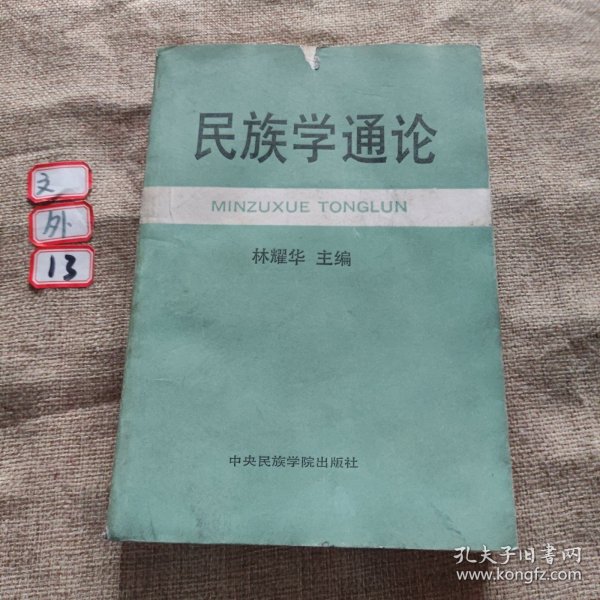 民族学通论
MINZUXUE TONGLUN
林耀华 主编
中央民族学院出版社
文
外
13
孔夫子旧书网
www.kongfz.com